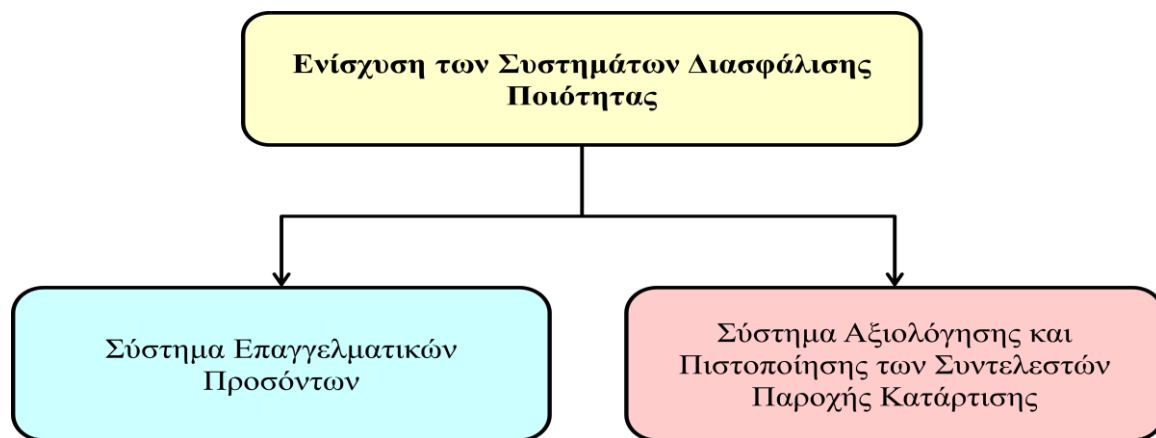 Ενίσχυση των Συστημάτων Διασφάλισης
Ποιότητας
Σύστημα Επαγγελματικών
Προσόντων
Σύστημα Αξιολόγησης και
Πιστοποίησης των Συντελεστών
Παροχής Κατάρτισης